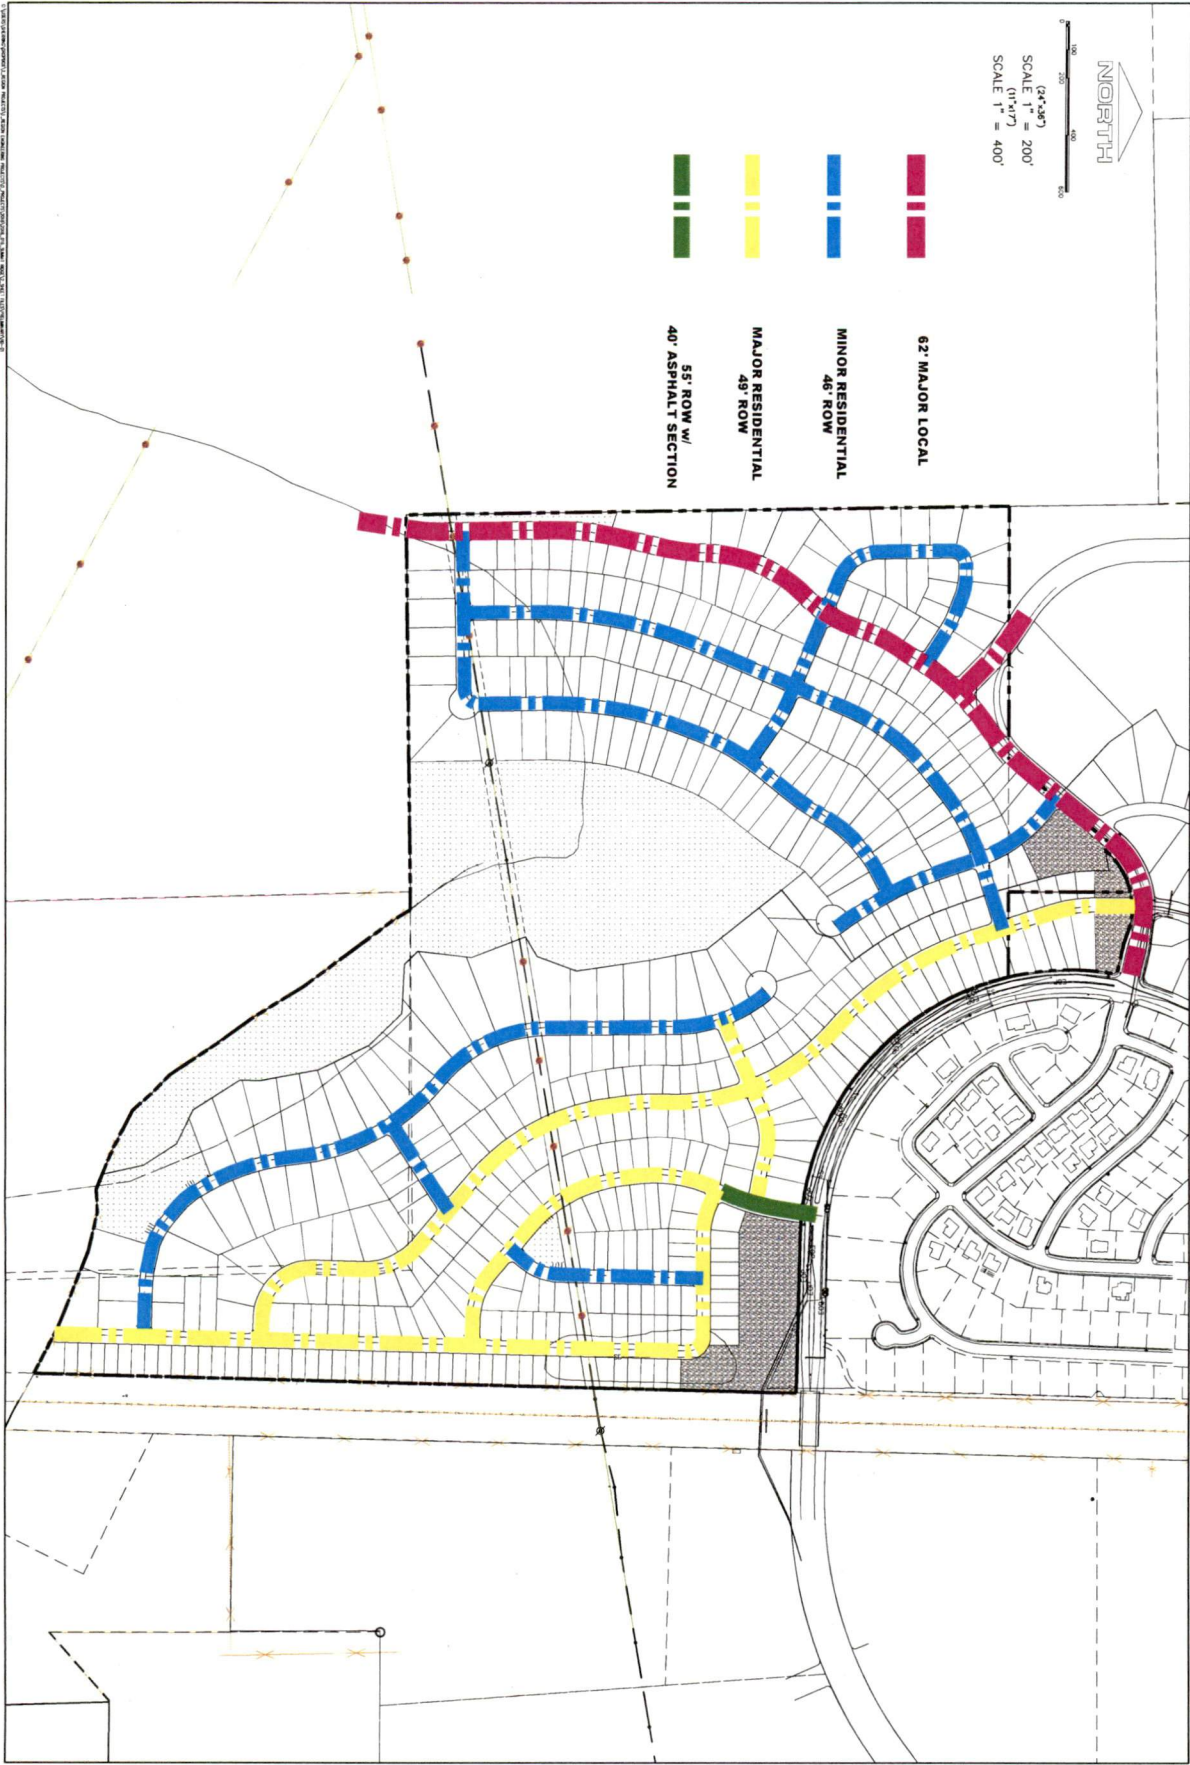 NORTH
0 100 200 400 600
(24"x36")
SCALE 1" = 200'
(11"x17")
SCALE 1" = 400'
62' MAJOR LOCAL
MINOR RESIDENTIAL
46' ROW
MAJOR RESIDENTIAL
49' ROW
55' ROW w/
40' ASPHALT SECTION